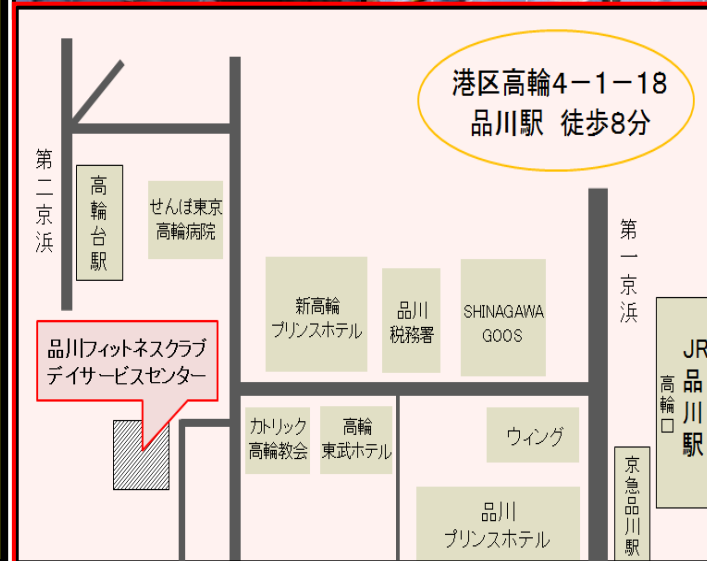 港区高輪4－1－18
品川駅 徒歩8分
第二京浜
高輪台駅
せんぽ東京
高輪病院
第一京浜
新高輪
プリンスホテル
品川
税務署
SHINAGAWA
GOOS
JR品川駅
高輪口
品川フィットネスクラブ
デイサービスセンター
カトリック
高輪教会
高輪
東武ホテル
ウィング
京急品川駅
品川
プリンスホテル